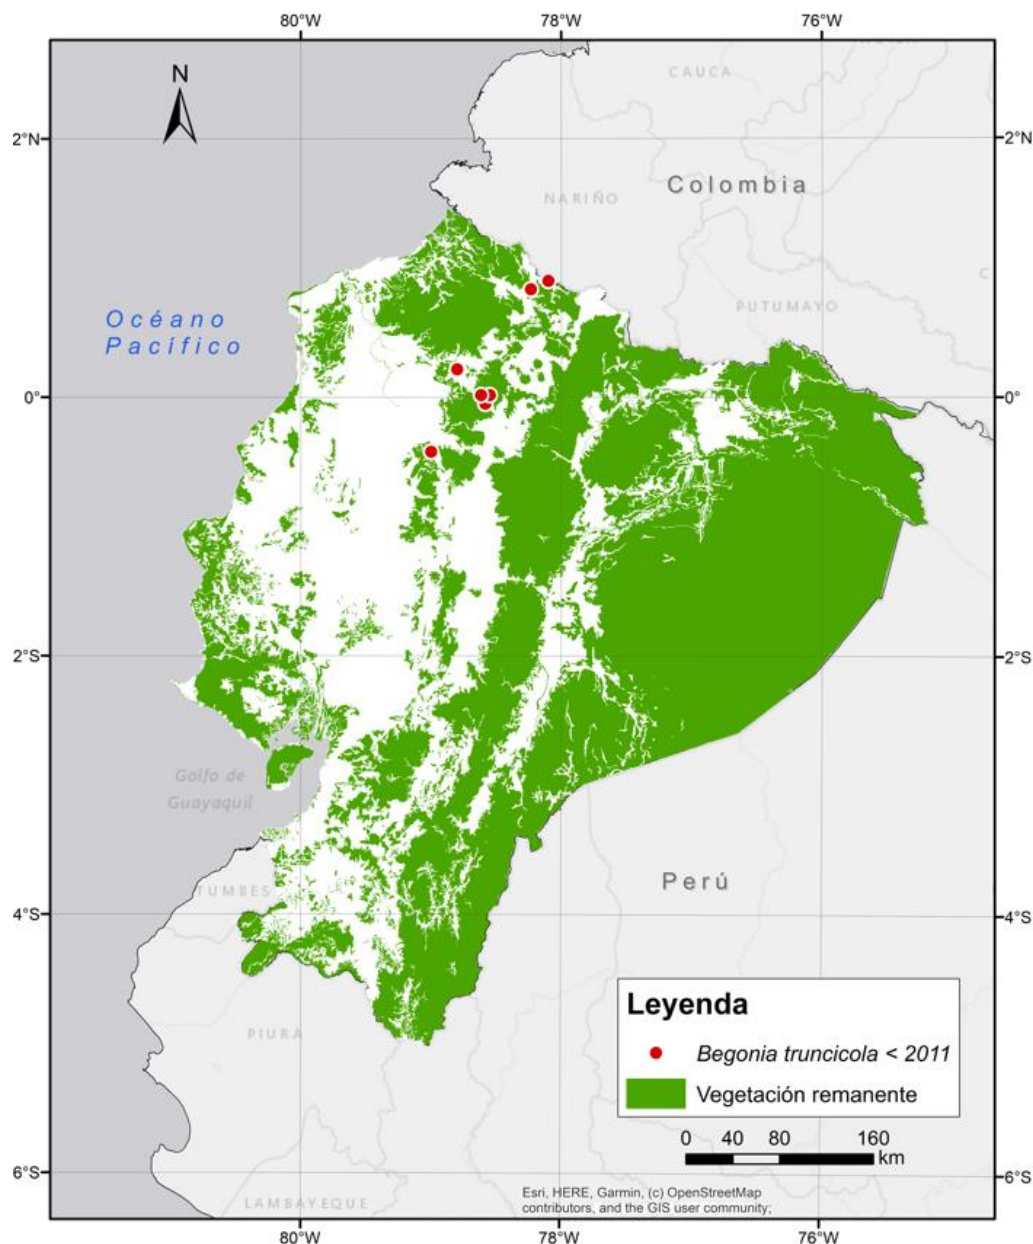 80°W 78°W 76°W
N
CAUCA
2°N 2°N
Colombia
NARIÑO
PUTUMAYO
Océano
Pacífico
0° 0°
2°S 2°S
Golfo de
Guayaquil
Perú
TUMBES
4°S 4°S
Leyenda
PIURA
Begonia truncicola < 2011
Vegetación remanente
0 40 80 160
km
6°S 6°S
Esri, HERE, Garmin, (c) OpenStreetMap
contributors, and the GIS user community;
LAMBAYEQUE
80°W 78°W 76°W